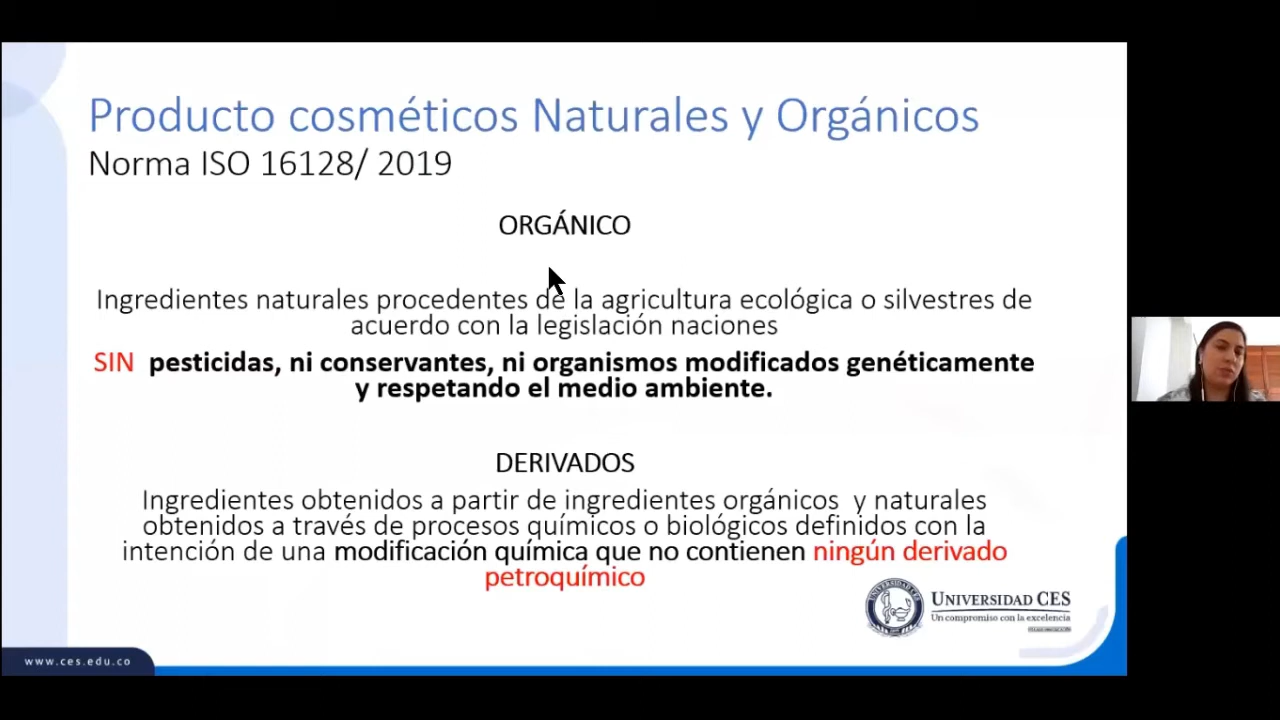 Producto cosméticos Naturales y Orgánicos
Norma ISO 16128/ 2019
ORGÁNICO
Ingredientes naturales procedentes de la agricultura ecológica o silvestres de
acuerdo con la legislación naciones
SIN pesticidas, ni conservantes, ni organismos modificados genéticamente
y respetando el medio ambiente.
DERIVADOS
Ingredientes obtenidos a partir de ingredientes orgánicos y naturales
obtenidos a través de procesos químicos o biológicos definidos con la
intención de una modificación química que no contienen ningún derivado
petroquímico
UNIVERSIDAD CES
Un compromiso con la excelencia
www.ces.edu.co